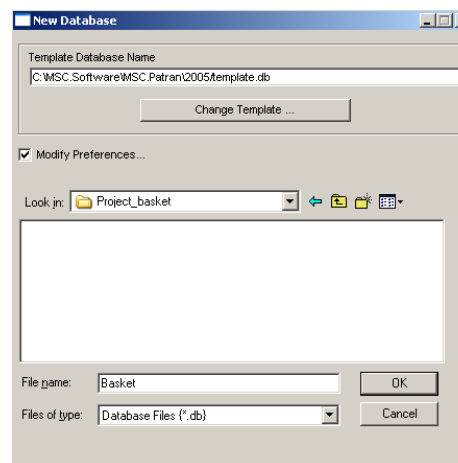 New Database
Template Database Name
C:\MSC.Software\MSC.Patran\2005/template.db
Change Template ...
Modify Preferences...
Look in: Project_basket
File name: Basket OK
Files of type: Database Files {*.db} Cancel